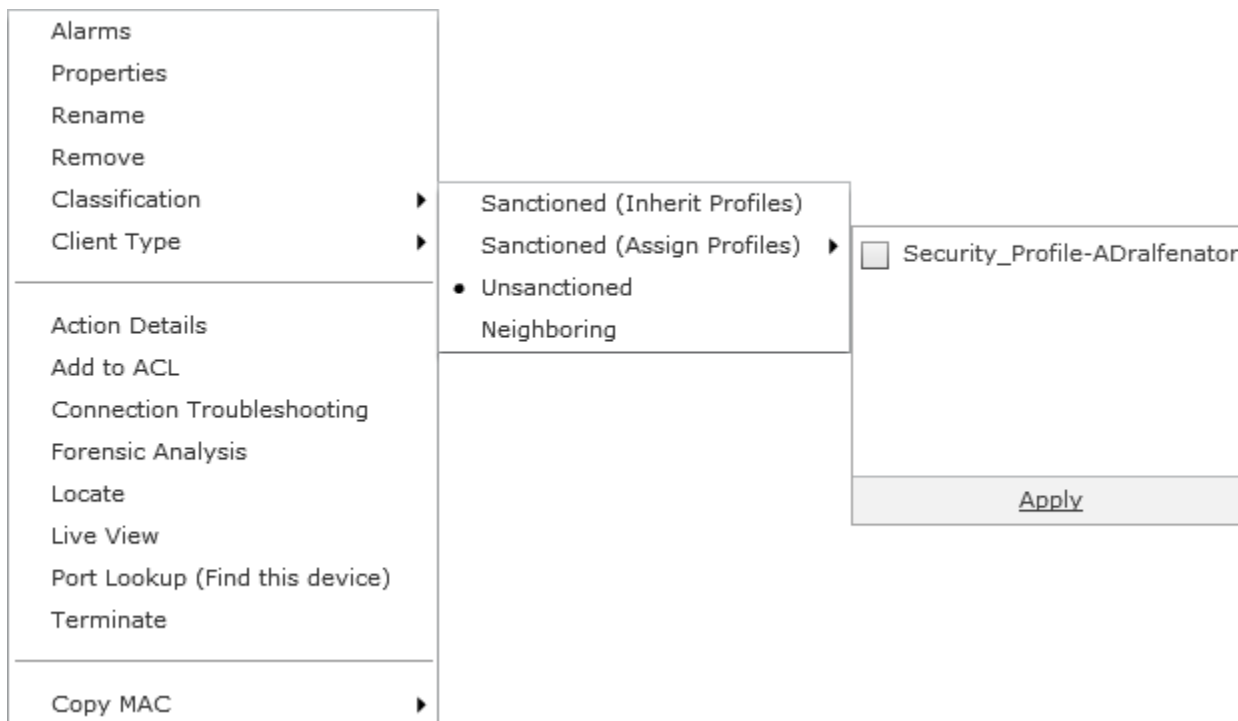 Alarms
Properties
Rename
Remove
Classification
Client Type
Action Details
Add to ACL
Connection Troubleshooting
Forensic Analysis
Locate
Live View
Port Lookup (Find this device)
Terminate
Copy MAC
Sanctioned (Inherit Profiles)
Sanctioned (Assign Profiles)
Unsanctioned
Neighboring
Security_Profile-ADralfenator
Apply